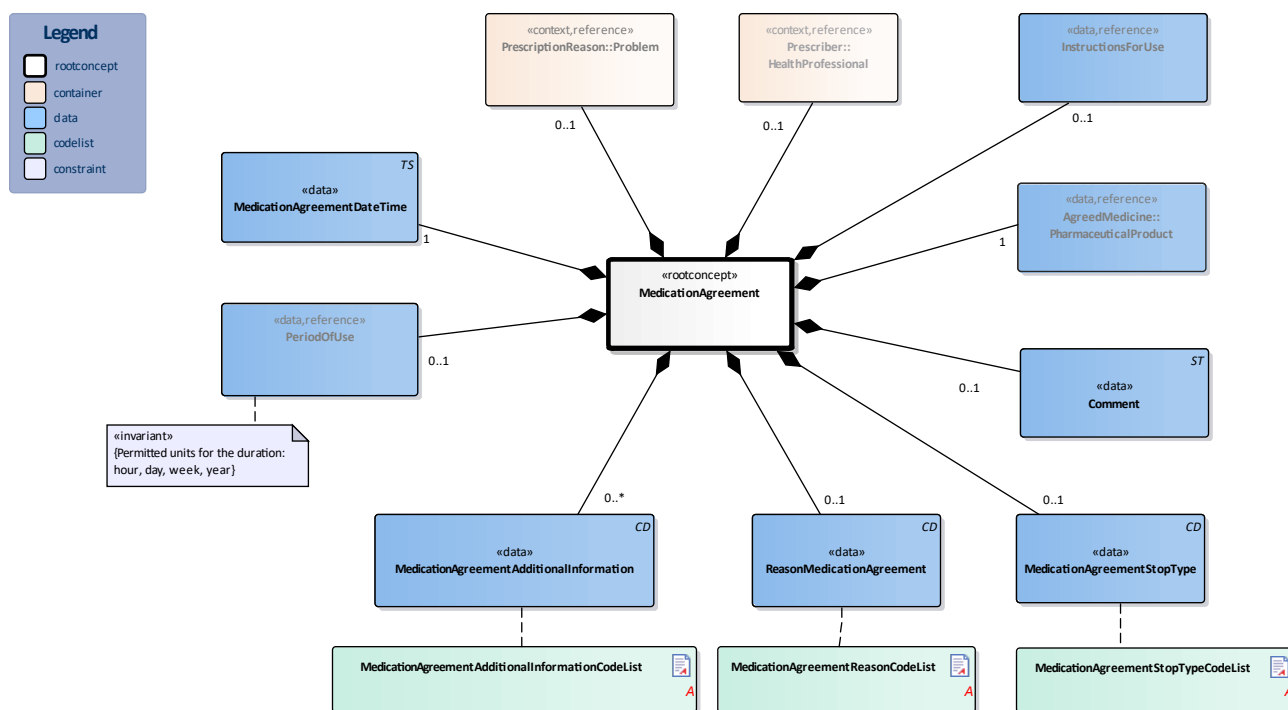 Legend
rootconcept
container
data
codelist
constraint
«context,reference»
PrescriptionReason::Problem
0..1
«context,reference»
Prescriber::
HealthProfessional
0..1
«data,reference»
InstructionsForUse
0..1
TS
«data»
MedicationAgreementDateTime
1
«data,reference»
AgreedMedicine::
PharmaceuticalProduct
1
«rootconcept»
MedicationAgreement
«data,reference»
PeriodOfUse
0..1
ST
«data»
Comment
0..1
«invariant»
{Permitted units for the duration:
hour, day, week, year}
0..*
CD
«data»
MedicationAgreementAdditionalInformation
0..1
CD
«data»
ReasonMedicationAgreement
0..1
CD
«data»
MedicationAgreementStopType
MedicationAgreementAdditionalInformationCodeList
A
MedicationAgreementReasonCodeList
A
MedicationAgreementStopTypeCodeList
A